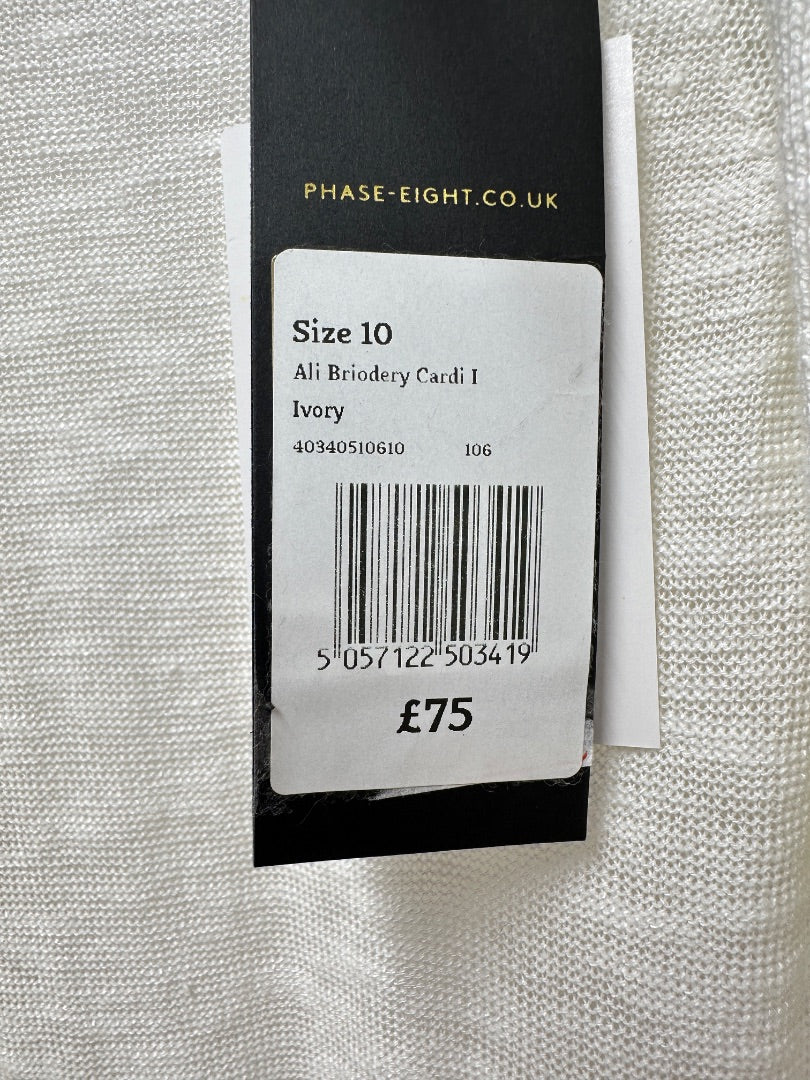 PHASE-EIGHT.CO.UK
Size 10
Ali Briodery Cardi I
Ivory
40340510610 106
5 057122 503419
£75